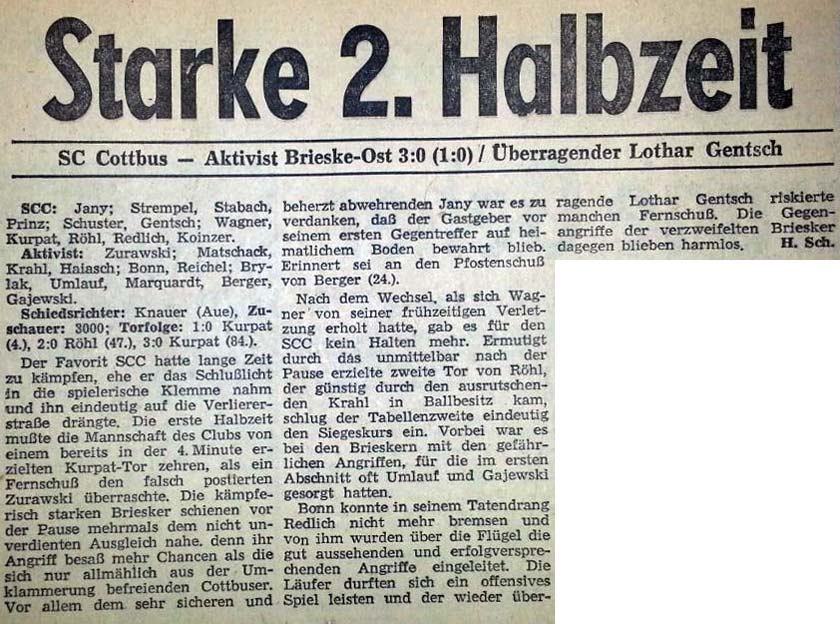 Starke 2. Halbzeit
SC Cottbus — Aktivist Brieske-Ost 3:0 (1:0) / Überragender Lothar Gentsch
SCC: Jany; Strempel, Stabach,
Prinz; Schuster, Gentsch; Wagner,
Kurpat, Röhl, Redlich, Koinzer.
Aktivist: Zurawski; Matschack,
Krahl, Haiasch; Bonn, Reichel; Bry-
lak, Umlauf, Marquardt, Berger,
Gajewski.
Schiedsrichter: Knauer (Aue), Zu-
schauer: 3000; Torfolge: 1:0 Kurpat
(4.), 2:0 Röhl (47.), 3:0 Kurpat (84.).
Der Favorit SCC hatte lange Zeit
zu kämpfen, ehe er das Schlußlicht
in die spielerische Klemme nahm
und ihn eindeutig auf die Verlierer-
straße drängte. Die erste Halbzeit
mußte die Mannschaft des Clubs von
einem bereits in der 4. Minute er-
zielten Kurpat-Tor zehren, als ein
Fernschuß den falsch postierten
Zurawski überraschte. Die kämpfe-
risch starken Briesker schienen vor
der Pause mehrmals dem nicht un-
verdienten Ausgleich nahe. denn ihr
Angriff besaß mehr Chancen als die
sich nur allmählich aus der Um-
klammerung befreienden Cottbuser.
Vor allem dem sehr sicheren und
beherzt abwehrenden Jany war es zu
verdanken, daß der Gastgeber vor
seinem ersten Gegentreffer auf hei-
matlichem Boden bewahrt blieb.
Erinnert sei an den Pfostenschuß
von Berger (24.).
Nach dem Wechsel, als sich Wag-
ner von seiner frühzeitigen Verlet-
zung erholt hatte, gab es für den
SCC kein Halten mehr. Ermutigt
durch das unmittelbar nach der
Pause erzielte zweite Tor von Röhl,
der günstig durch den ausrutschen-
den Krahl in Ballbesitz kam,
schlug der Tabellenzweite eindeutig
den Siegeskurs ein. Vorbei war es
bei den Brieskern mit den gefähr-
lichen Angriffen, für die im ersten
Abschnitt oft Umlauf und Gajewski
gesorgt hatten.
Bonn konnte in seinem Tatendrang
Redlich nicht mehr bremsen und
von ihm wurden über die Flügel die
gut aussehenden und erfolgverspre-
chenden Angriffe eingeleitet. Die
Läufer durften sich ein offensives
Spiel leisten und der wieder über-
ragende Lothar Gentsch riskierte
manchen Fernschuß. Die Gegen-
angriffe der verzweifelten Briesker
dagegen blieben harmlos. H. Sch.